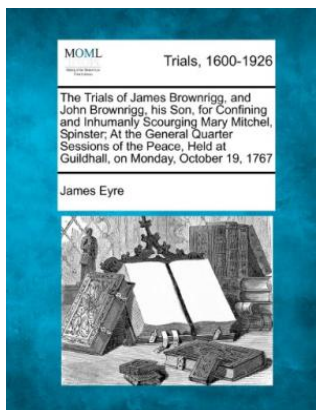 MOML
Trials, 1600-1926
The Trials of James Brownrigg, and
John Brownrigg, his Son, for Confining
and Inhumanly Scourging Mary Mitchel,
Spinster; At the General Quarter
Sessions of the Peace, Held at
Guildhall, on Monday, October 19, 1767
James Eyre